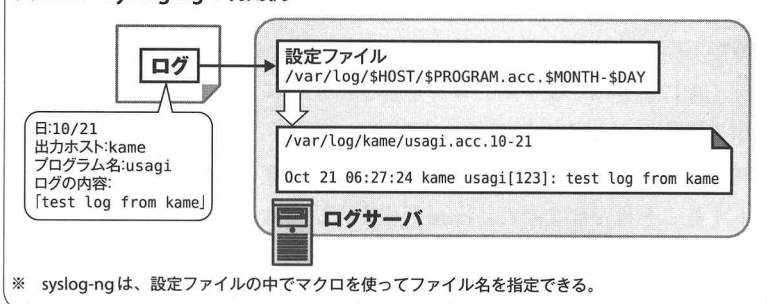 ログ
設定ファイル
/var/log/$HOST/$PROGRAM.acc.$MONTH-$DAY
日:10/21
出力ホスト:kame
プログラム名:usagi
ログの内容:
「test log from kame」
/var/log/kame/usagi.acc.10-21
Oct 21 06:27:24 kame usagi[123]: test log from kame
ログサーバ
※ syslog-ngは、設定ファイルの中でマクロを使ってファイル名を指定できる。